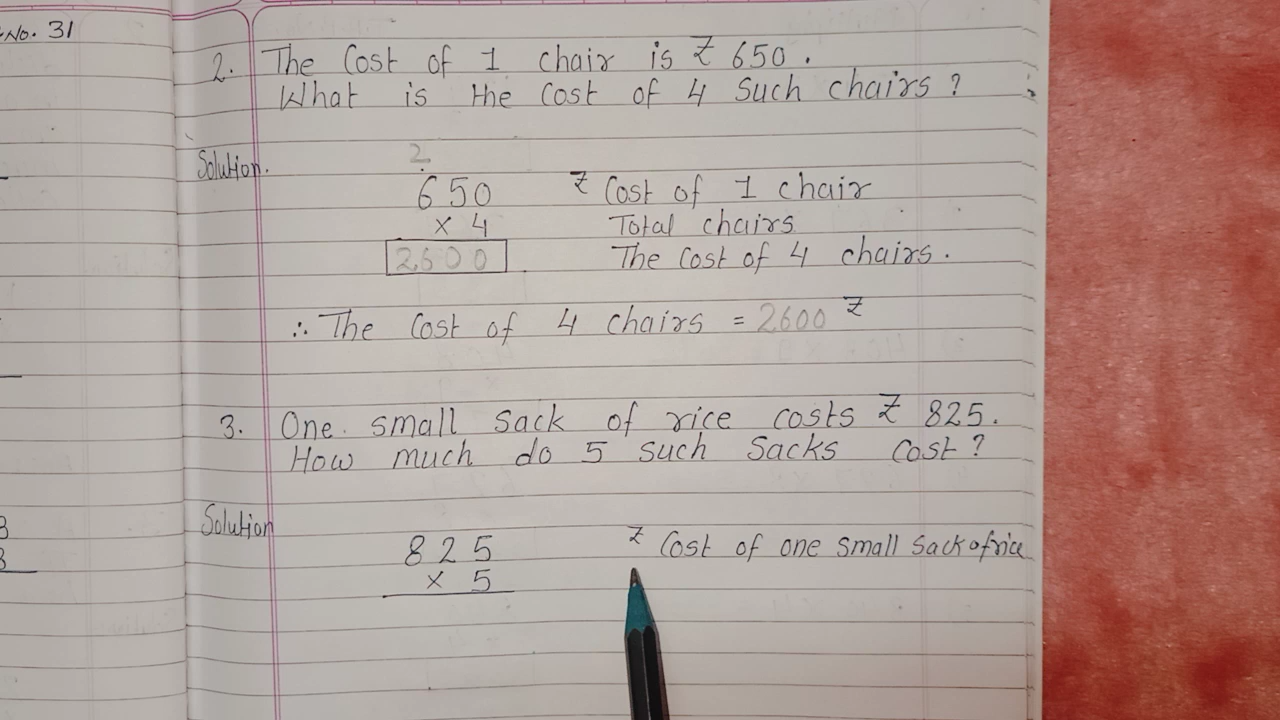 No. 31
2. The Cost of 1 chair is ₹ 650.
What is the Cost of 4 Such chairs?
Solution.
2
650 ₹ Cost of 1 chair
× 4 Total chairs
2600 The Cost of 4 chairs.
∴ The Cost of 4 chairs = 2600 ₹
3. One small Sack of rice costs ₹ 825.
How much do 5 such Sacks Cost?
Solution
825 ₹ Cost of one small Sack of rice
× 5